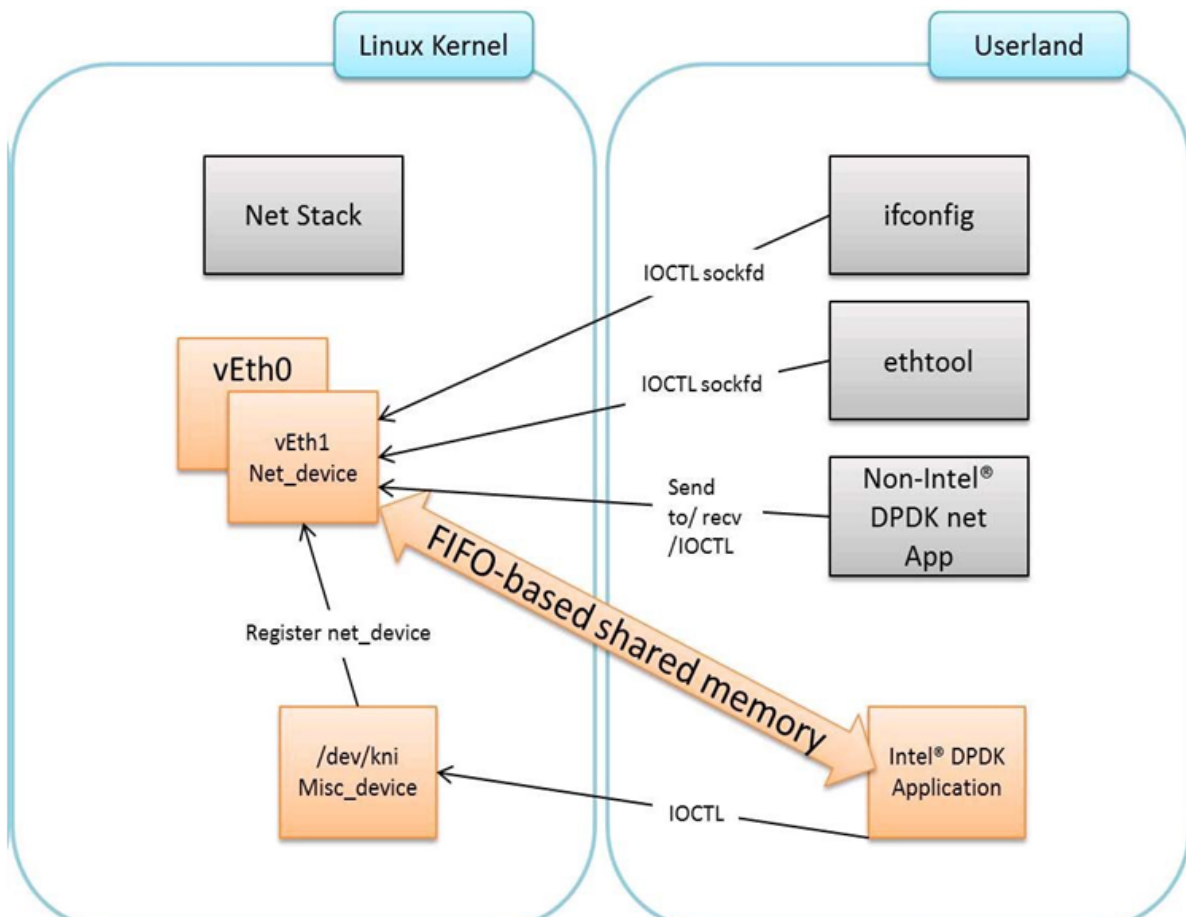 Linux Kernel
Userland
Net Stack
ifconfig
IOCTL sockfd
vEth0
ethtool
IOCTL sockfd
vEth1
Net_device
Non-Intel®
DPDK net
App
Send
to/ recv
/IOCTL
FIFO-based shared memory
Register net_device
/dev/kni
Misc_device
Intel® DPDK
Application
IOCTL